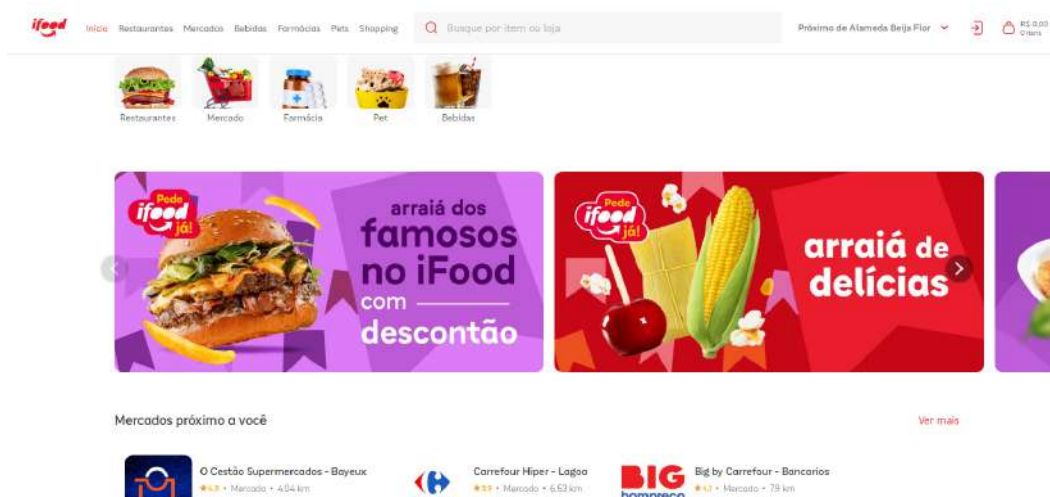 ifood
Início Restaurantes Mercados Bebidas Farmácias Pets Shopping
Busque por item ou loja
Próximo de Alameda Beija Flor
R$ 0,00
0 itens
Restaurantes Mercado Farmácia Pet Bebidas
Pede
ifood
já!
arraiá dos
famosos
no iFood
com
descontão
Pede
ifood
já!
arraiá de
delícias
Mercados próximo a você
Ver mais
O Cestão Supermercados - Bayeux
Mercado • 4.04 km
Carrefour Hiper - Lagoa
Mercado • 6.63 km
BIG
bompreço
Big by Carrefour - Bancarios
Mercado • 7.9 km